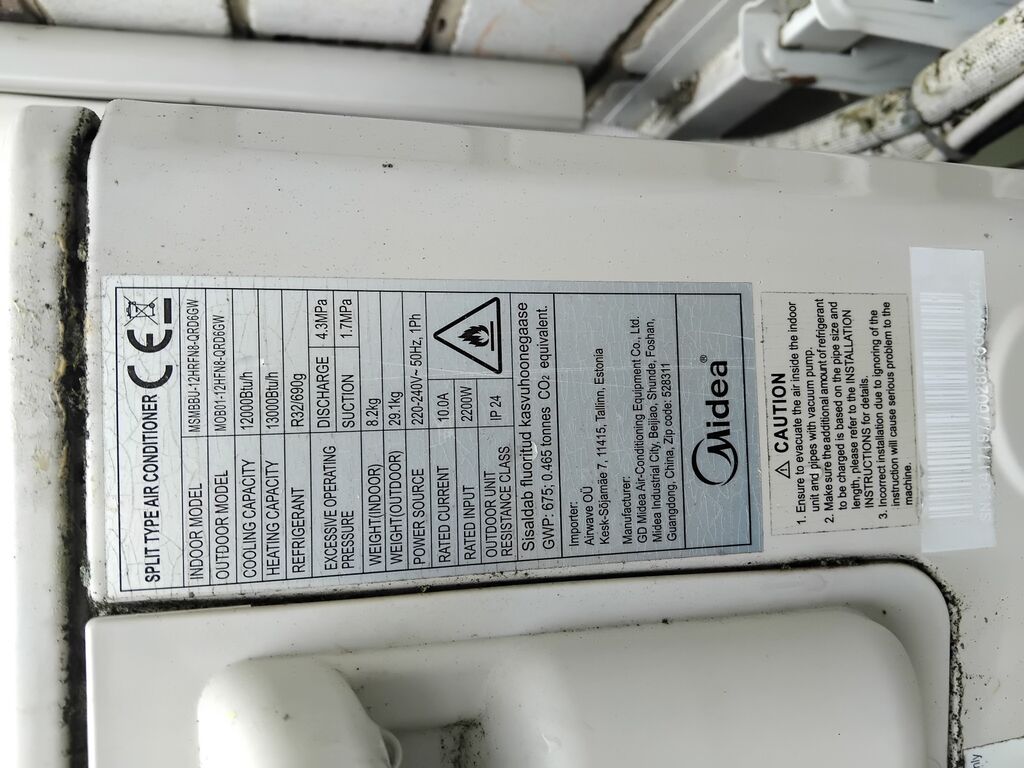 SPLIT TYPE AIR CONDITIONER CE
INDOOR MODEL MSMBBU-12HRFN8-QRD6GW
OUTDOOR MODEL MOB01-12HFN8-QRD6GW
COOLING CAPACITY 12000Btu/h
HEATING CAPACITY 13000Btu/h
REFRIGERANT R32/690g
EXCESSIVE OPERATING PRESSURE DISCHARGE 4.3MPa
SUCTION 1.7MPa
WEIGHT(INDOOR) 8.2kg
WEIGHT(OUTDOOR) 29.1kg
POWER SOURCE 220-240V~ 50Hz, 1Ph
RATED CURRENT 10.0A
RATED INPUT 2200W
OUTDOOR UNIT RESISTANCE CLASS IP 24
Sisaldab fluoritud kasvuhoonegaase
GWP: 675; 0.465 tonnes CO₂ equivalent.
Importer:
Airwave OÜ
Kesk-Sõjamäe 7, 11415, Tallinn, Estonia
Manufacturer:
GD Midea Air-Conditioning Equipment Co., Ltd.
Midea Industrial City, Beijiao, Shunde, Foshan,
Guangdong, China, Zip code: 528311
Midea®
⚠ CAUTION
1. Ensure to evacuate the air inside the indoor
unit and pipes with vacuum pump.
2. Make sure the additional amount of refrigerant
to be charged is based on the pipe size and
length, please refer to the INSTALLATION
INSTRUCTIONS for details.
3. Incorrect installation due to ignoring of the
instruction will cause serious problem to the
machine.